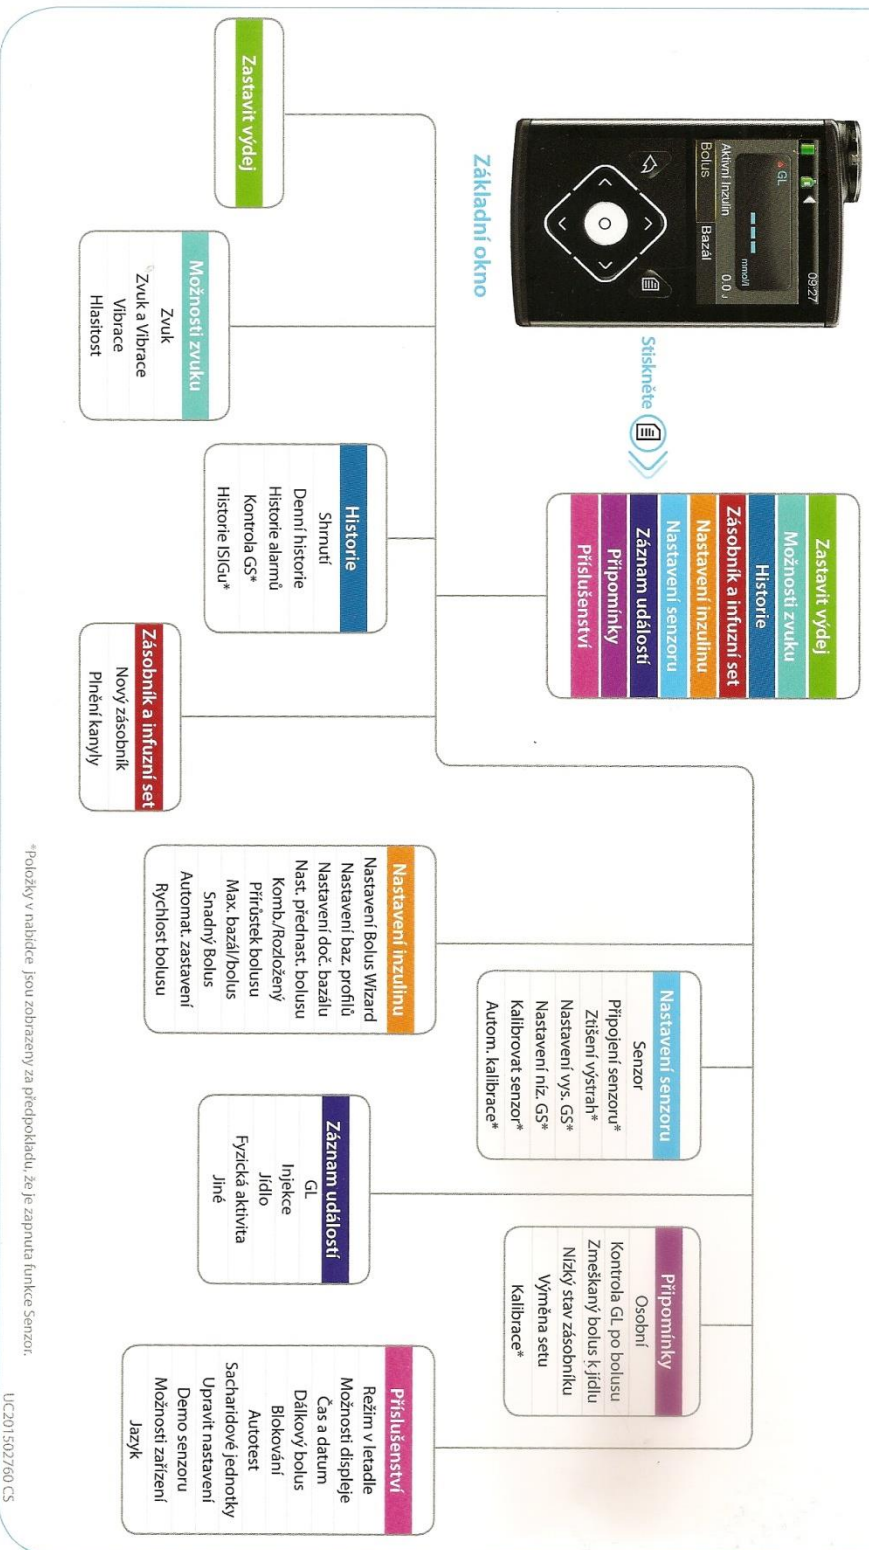 09:27
GL
mmol/l
Aktivní Inzulin 0.0 J
Bolus
Bazál
Základní okno
Stiskněte
Zastavit výdej
Možnosti zvuku
Historie
Zásobník a infuzní set
Nastavení inzulinu
Nastavení senzoru
Záznam událostí
Připomínky
Příslušenství
Zastavit výdej
Možnosti zvuku
Zvuk
Zvuk a Vibrace
Vibrace
Hlasitost
Historie
Shrnutí
Denní historie
Historie alarmů
Kontrola GS*
Historie ISIGu*
Zásobník a infuzní set
Nový zásobník
Plnění kanyly
Nastavení inzulinu
Nastavení Bolus Wizard
Nastavení baz. profilů
Nastavení doč. bazálu
Nast. přednast. bolusu
Komb./Rozložený
Přírůstek bolusu
Max. bazál/bolus
Snadný Bolus
Automat. zastavení
Rychlost bolusu
Nastavení senzoru
Senzor
Připojení senzoru*
Ztišení výstrah*
Nastavení vys. GS*
Nastavení níz. GS*
Kalibrovat senzor*
Autom. kalibrace*
Záznam událostí
GL
Injekce
Jídlo
Fyzická aktivita
Jiné
Připomínky
Osobní
Kontrola GL po bolusu
Zmeškaný bolus k jídlu
Nízký stav zásobníku
Výměna setu
Kalibrace*
Příslušenství
Režim v letadle
Možnosti displeje
Čas a datum
Dálkový bolus
Blokování
Autotest
Sacharidové jednotky
Upravit nastavení
Demo senzoru
Možnosti zařízení
Jazyk
*Položky v nabídce jsou zobrazeny za předpokladu, že je zapnuta funkce Senzor.
UC201502760 CS